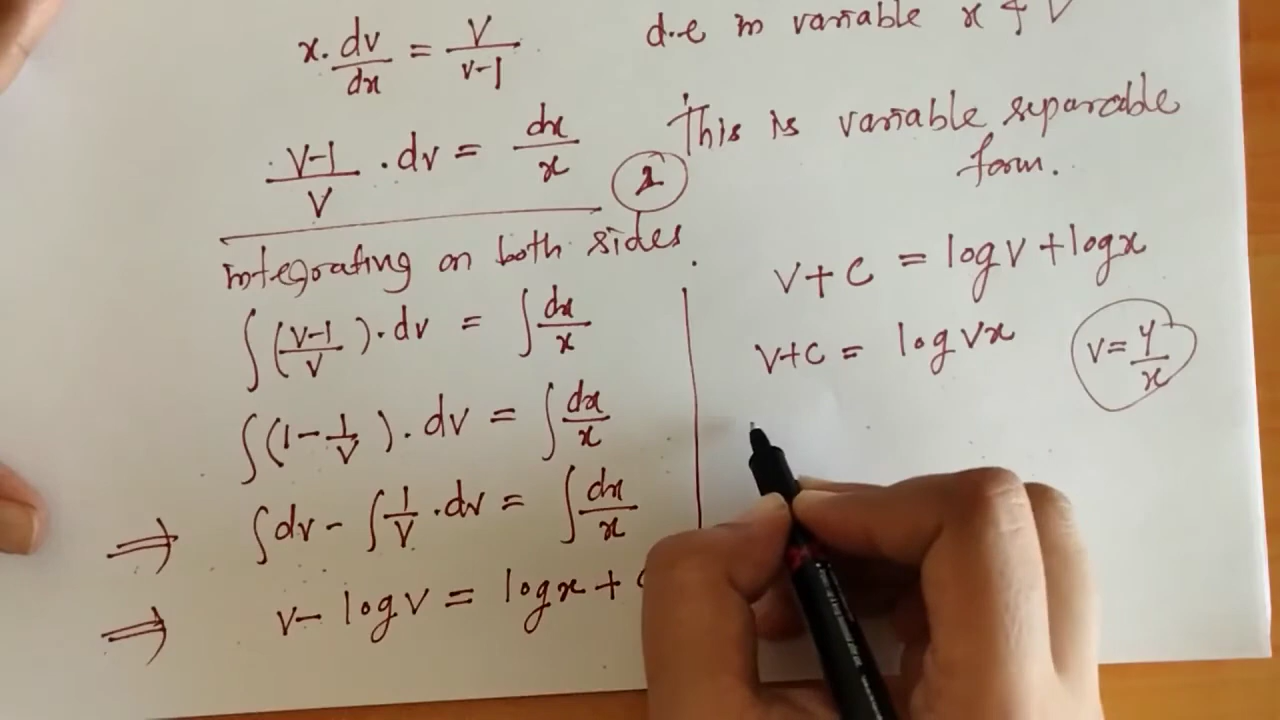 x. dv/dx = v/v-1
d.e in variable x & v
v-1/v . dv = dx/x
2
This is variable separable
form.
integrating on both sides.
∫(v-1/v).dv = ∫dx/x
∫(1-1/v).dv = ∫dx/x
⇒ ∫dv - ∫1/v .dv = ∫dx/x
⇒ v- log v = log x +
v+c = log v + log x
v+c = log vx
v= y/x